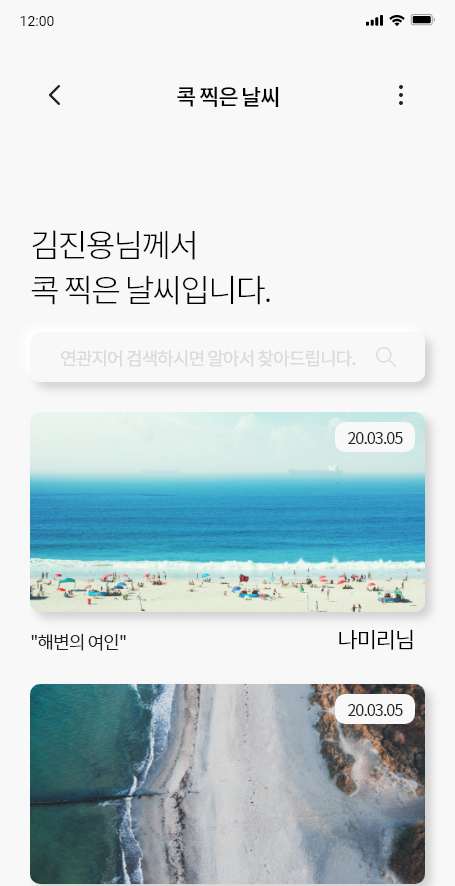 12:00
콕 찍은 날씨
김진용님께서
콕 찍은 날씨입니다.
연관지어 검색하시면 알아서 찾아드립니다.
20.03.05
"해변의 여인"
나미리님
20.03.05